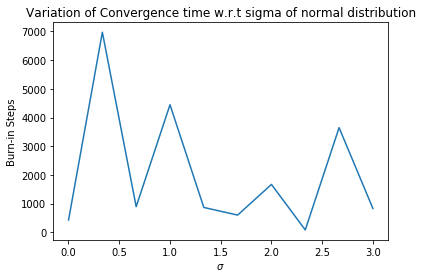 Variation of Convergence time w.r.t sigma of normal distribution
7000
6000
5000
4000
3000
2000
1000
0
Burn-in Steps
0.0 0.5 1.0 1.5 2.0 2.5 3.0
σ